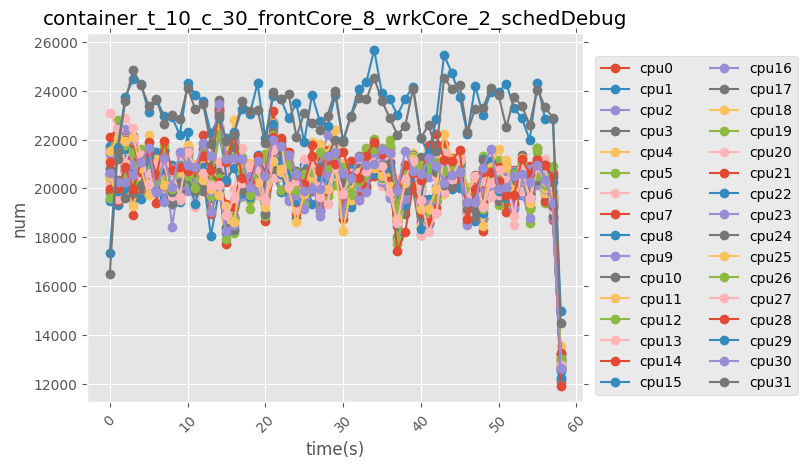 container_t_10_c_30_frontCore_8_wrkCore_2_schedDebug
26000
24000
22000
20000
18000
16000
14000
12000
num
0
10
20
30
40
50
60
time(s)
cpu0
cpu1
cpu2
cpu3
cpu4
cpu5
cpu6
cpu7
cpu8
cpu9
cpu10
cpu11
cpu12
cpu13
cpu14
cpu15
cpu16
cpu17
cpu18
cpu19
cpu20
cpu21
cpu22
cpu23
cpu24
cpu25
cpu26
cpu27
cpu28
cpu29
cpu30
cpu31